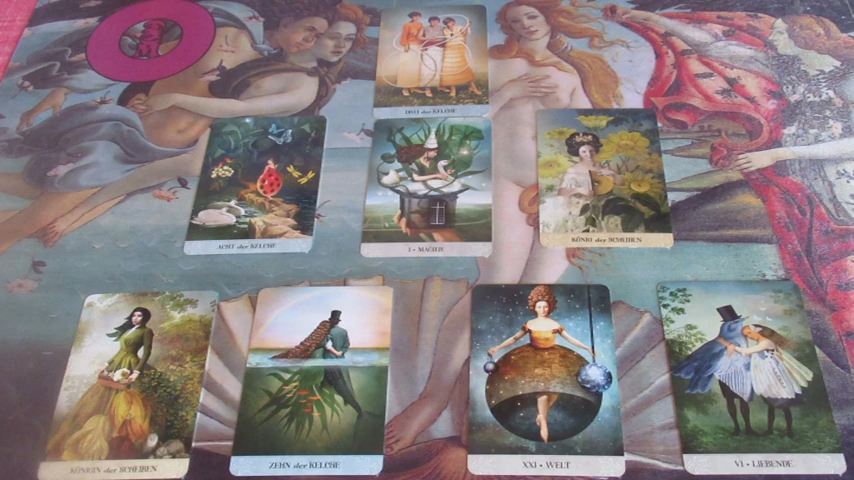 DREI der KELCHE
ACHT der KELCHE
I • MAGIER
KÖNIG der SCHEIBEN
KÖNIGIN der SCHEIBEN
ZEHN der KELCHE
XXI • WELT
VI • LIEBENDE